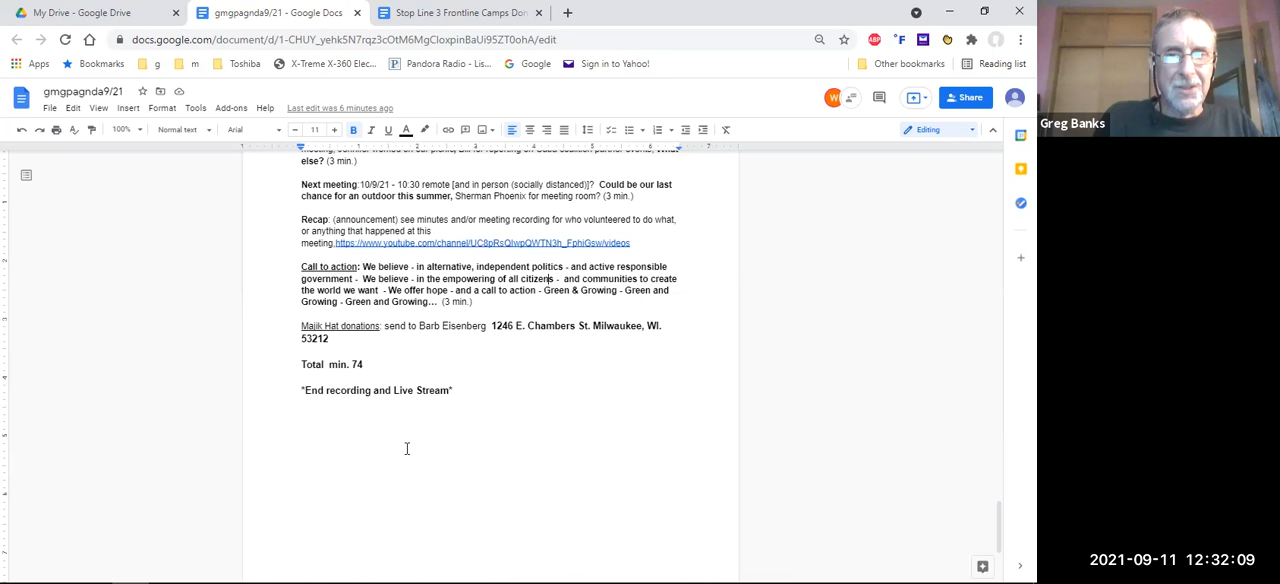 My Drive - Google Drive
gmgpagnda9/21 - Google Docs
Stop Line 3 Frontline Camps Don
docs.google.com/document/d/1-CHUY_yehk5N7rqz3cOtM6MgCloxpinBaUi95ZT0ohA/edit
Apps
Bookmarks
g
m
Toshiba
X-Treme X-360 Elec...
Pandora Radio - Lis...
Google
Sign in to Yahoo!
Other bookmarks
Reading list
gmgpagnda9/21
File Edit View Insert Format Tools Add-ons Help Last edit was 6 minutes ago
Share
100% Normal text Arial 11 Editing
else? (3 min.)
Next meeting:10/9/21 - 10:30 remote [and in person (socially distanced)]? Could be our last
chance for an outdoor this summer, Sherman Phoenix for meeting room? (3 min.)
Recap: (announcement) see minutes and/or meeting recording for who volunteered to do what,
or anything that happened at this
meeting,https://www.youtube.com/channel/UC8pRsQIwpQWTN3h_FphiGsw/videos
Call to action: We believe - in alternative, independent politics - and active responsible
government - We believe - in the empowering of all citizens - and communities to create
the world we want - We offer hope - and a call to action - Green & Growing - Green and
Growing - Green and Growing... (3 min.)
Majik Hat donations: send to Barb Eisenberg 1246 E. Chambers St. Milwaukee, WI.
53212
Total min. 74
*End recording and Live Stream*
Greg Banks
2021-09-11 12:32:09